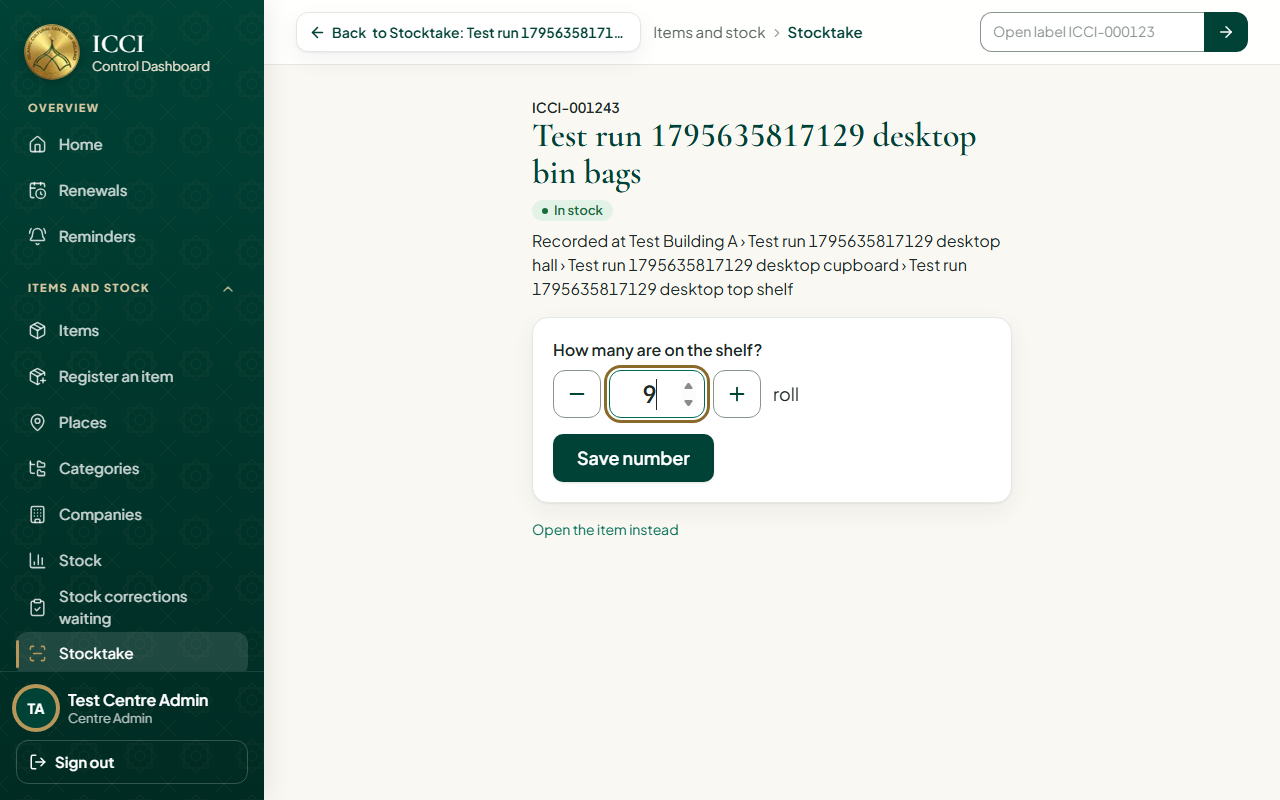 ICCI
Control Dashboard
OVERVIEW
Home
Renewals
Reminders
ITEMS AND STOCK
Items
Register an item
Places
Categories
Companies
Stock
Stock corrections
waiting
Stocktake
TA
Test Centre Admin
Centre Admin
Sign out
Back to Stocktake: Test run 17956358171...
Items and stock › Stocktake
Open label ICCI-000123
ICCI-001243
Test run 1795635817129 desktop
bin bags
In stock
Recorded at Test Building A › Test run 1795635817129 desktop
hall › Test run 1795635817129 desktop cupboard › Test run
1795635817129 desktop top shelf
How many are on the shelf?
9
roll
Save number
Open the item instead